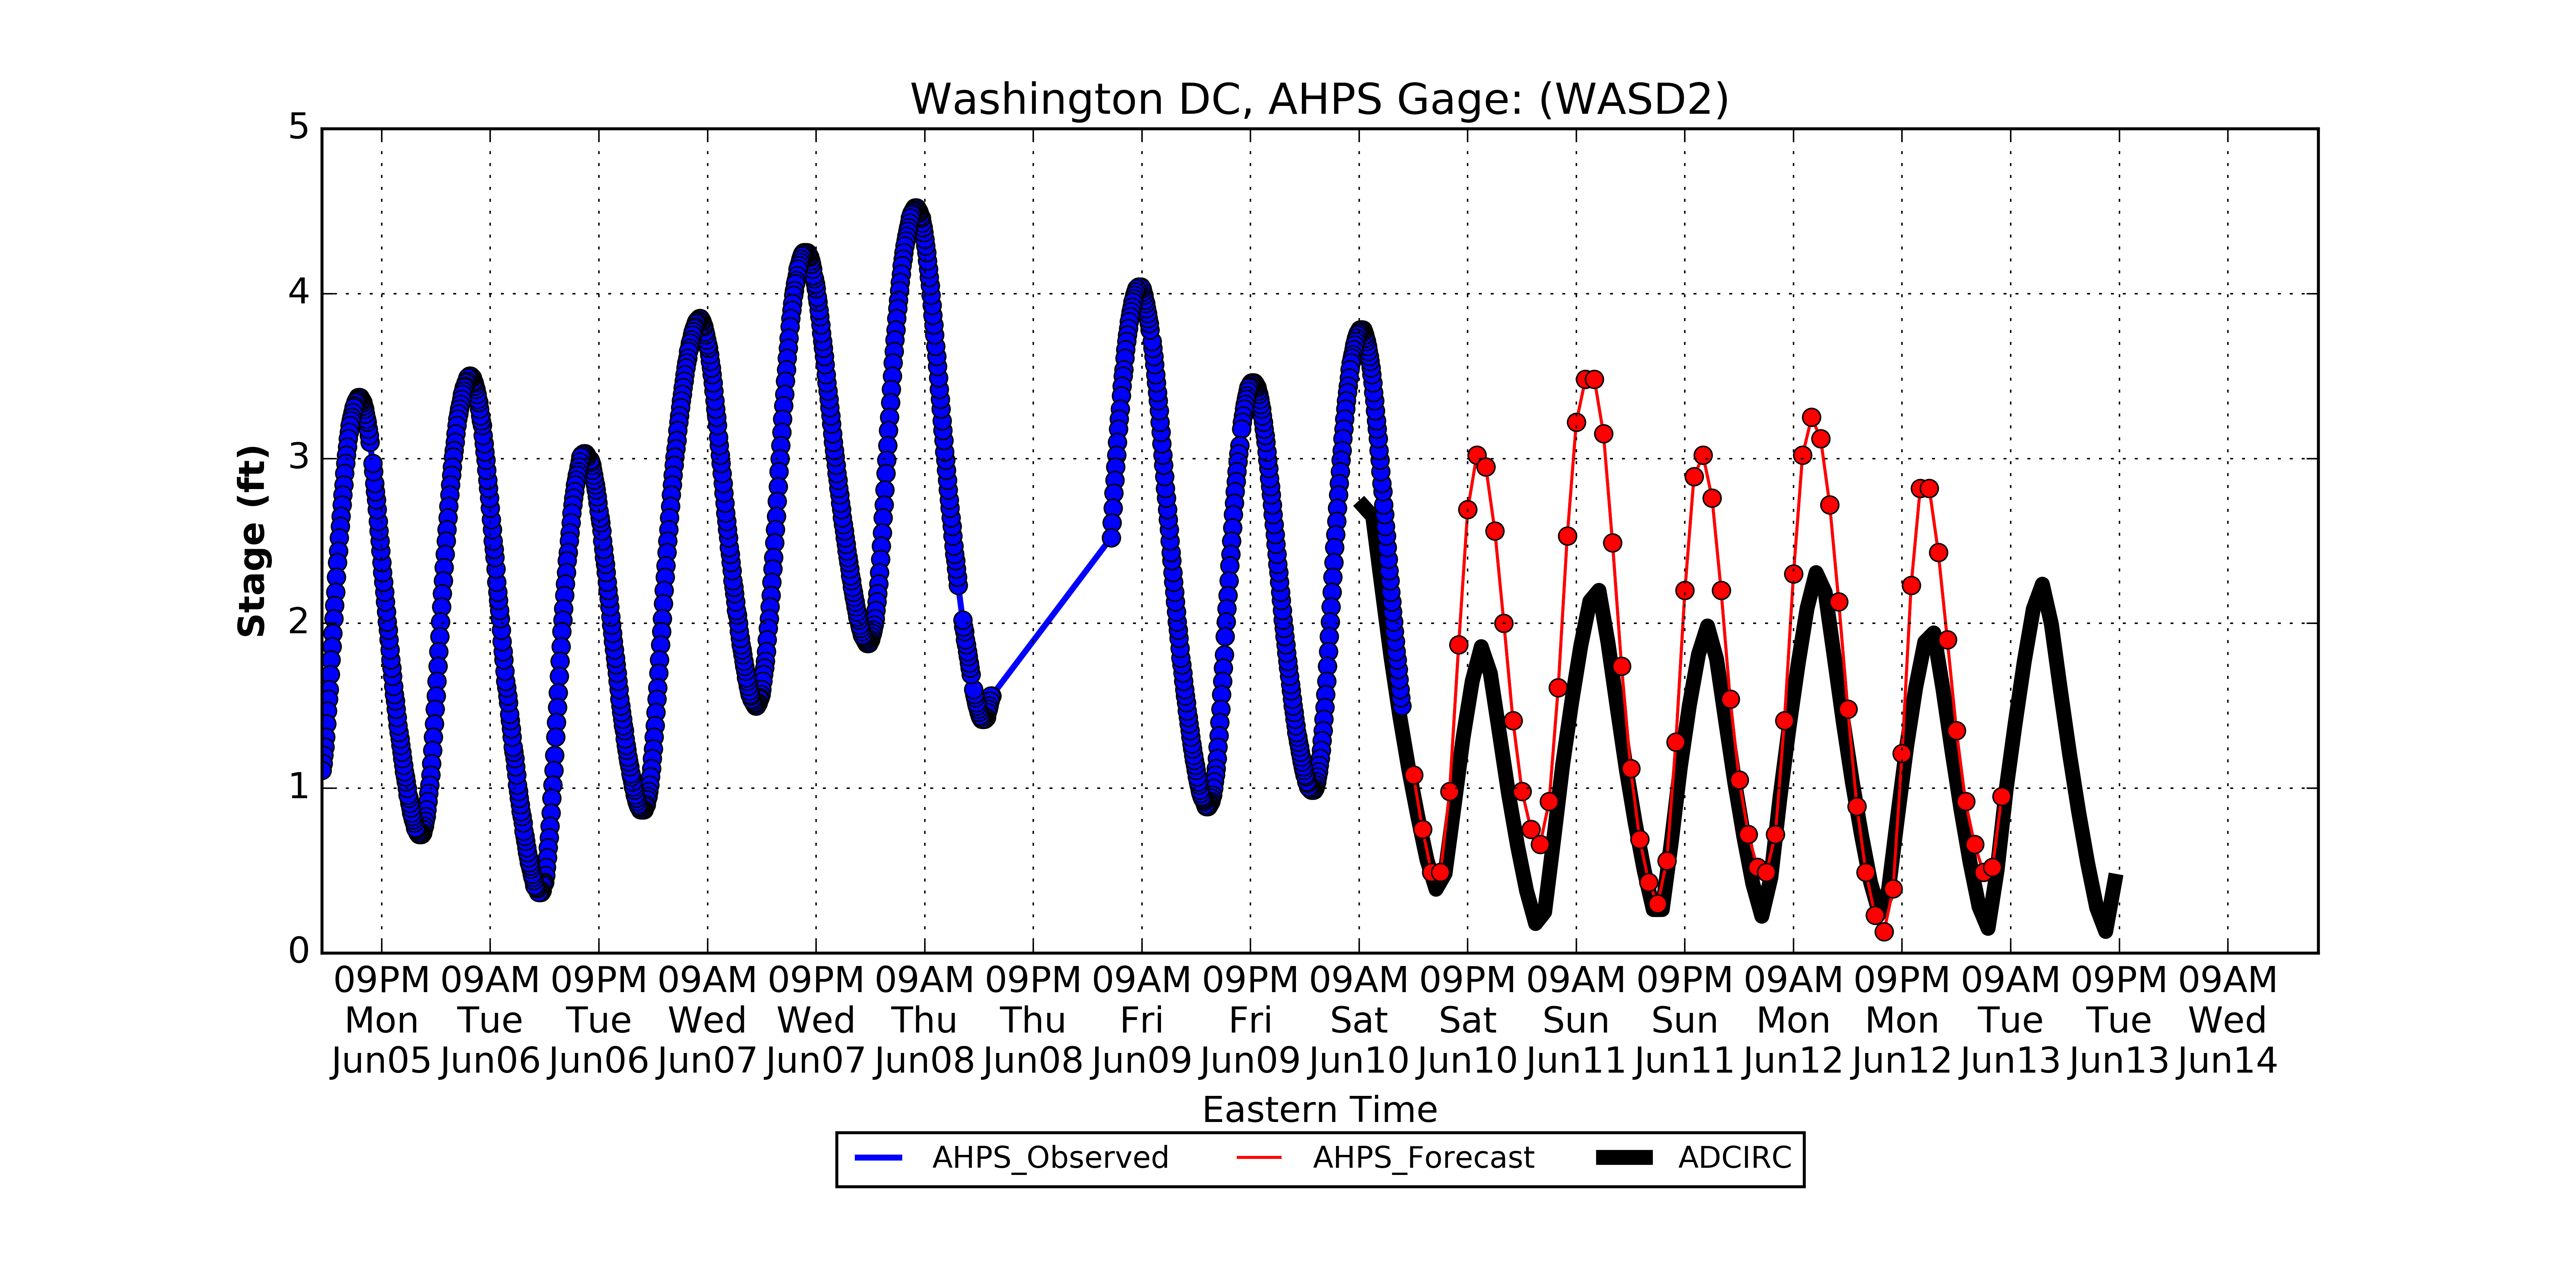 Washington DC, AHPS Gage: (WASD2)
5
4
3
2
1
0
Stage (ft)
09PM 09AM 09PM 09AM 09PM 09AM 09PM 09AM 09PM 09AM 09PM 09AM 09PM 09AM 09PM 09AM 09PM 09AM
Mon Tue Tue Wed Wed Thu Thu Fri Fri Sat Sat Sun Sun Mon Mon Tue Tue Wed
Jun05 Jun06 Jun06 Jun07 Jun07 Jun08 Jun08 Jun09 Jun09 Jun10 Jun10 Jun11 Jun11 Jun12 Jun12 Jun13 Jun13 Jun14
Eastern Time
AHPS_Observed AHPS_Forecast ADCIRC